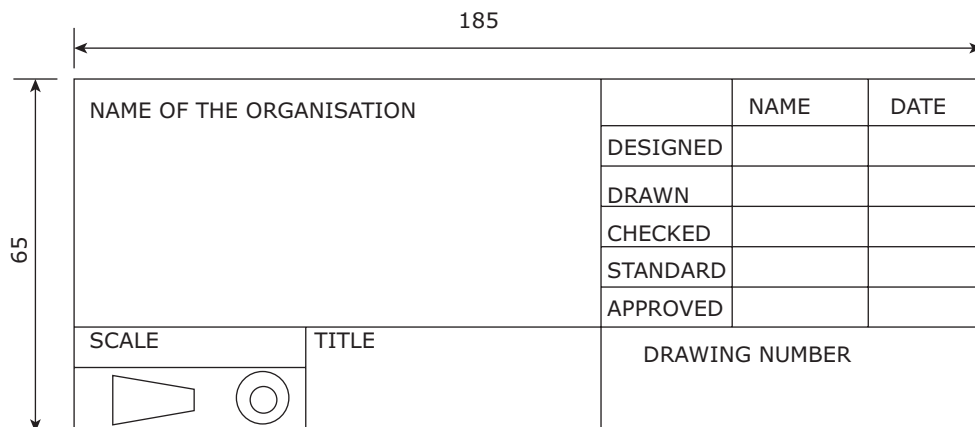 185
65
NAME OF THE ORGANISATION
NAME DATE
DESIGNED
DRAWN
CHECKED
STANDARD
APPROVED
SCALE
TITLE
DRAWING NUMBER